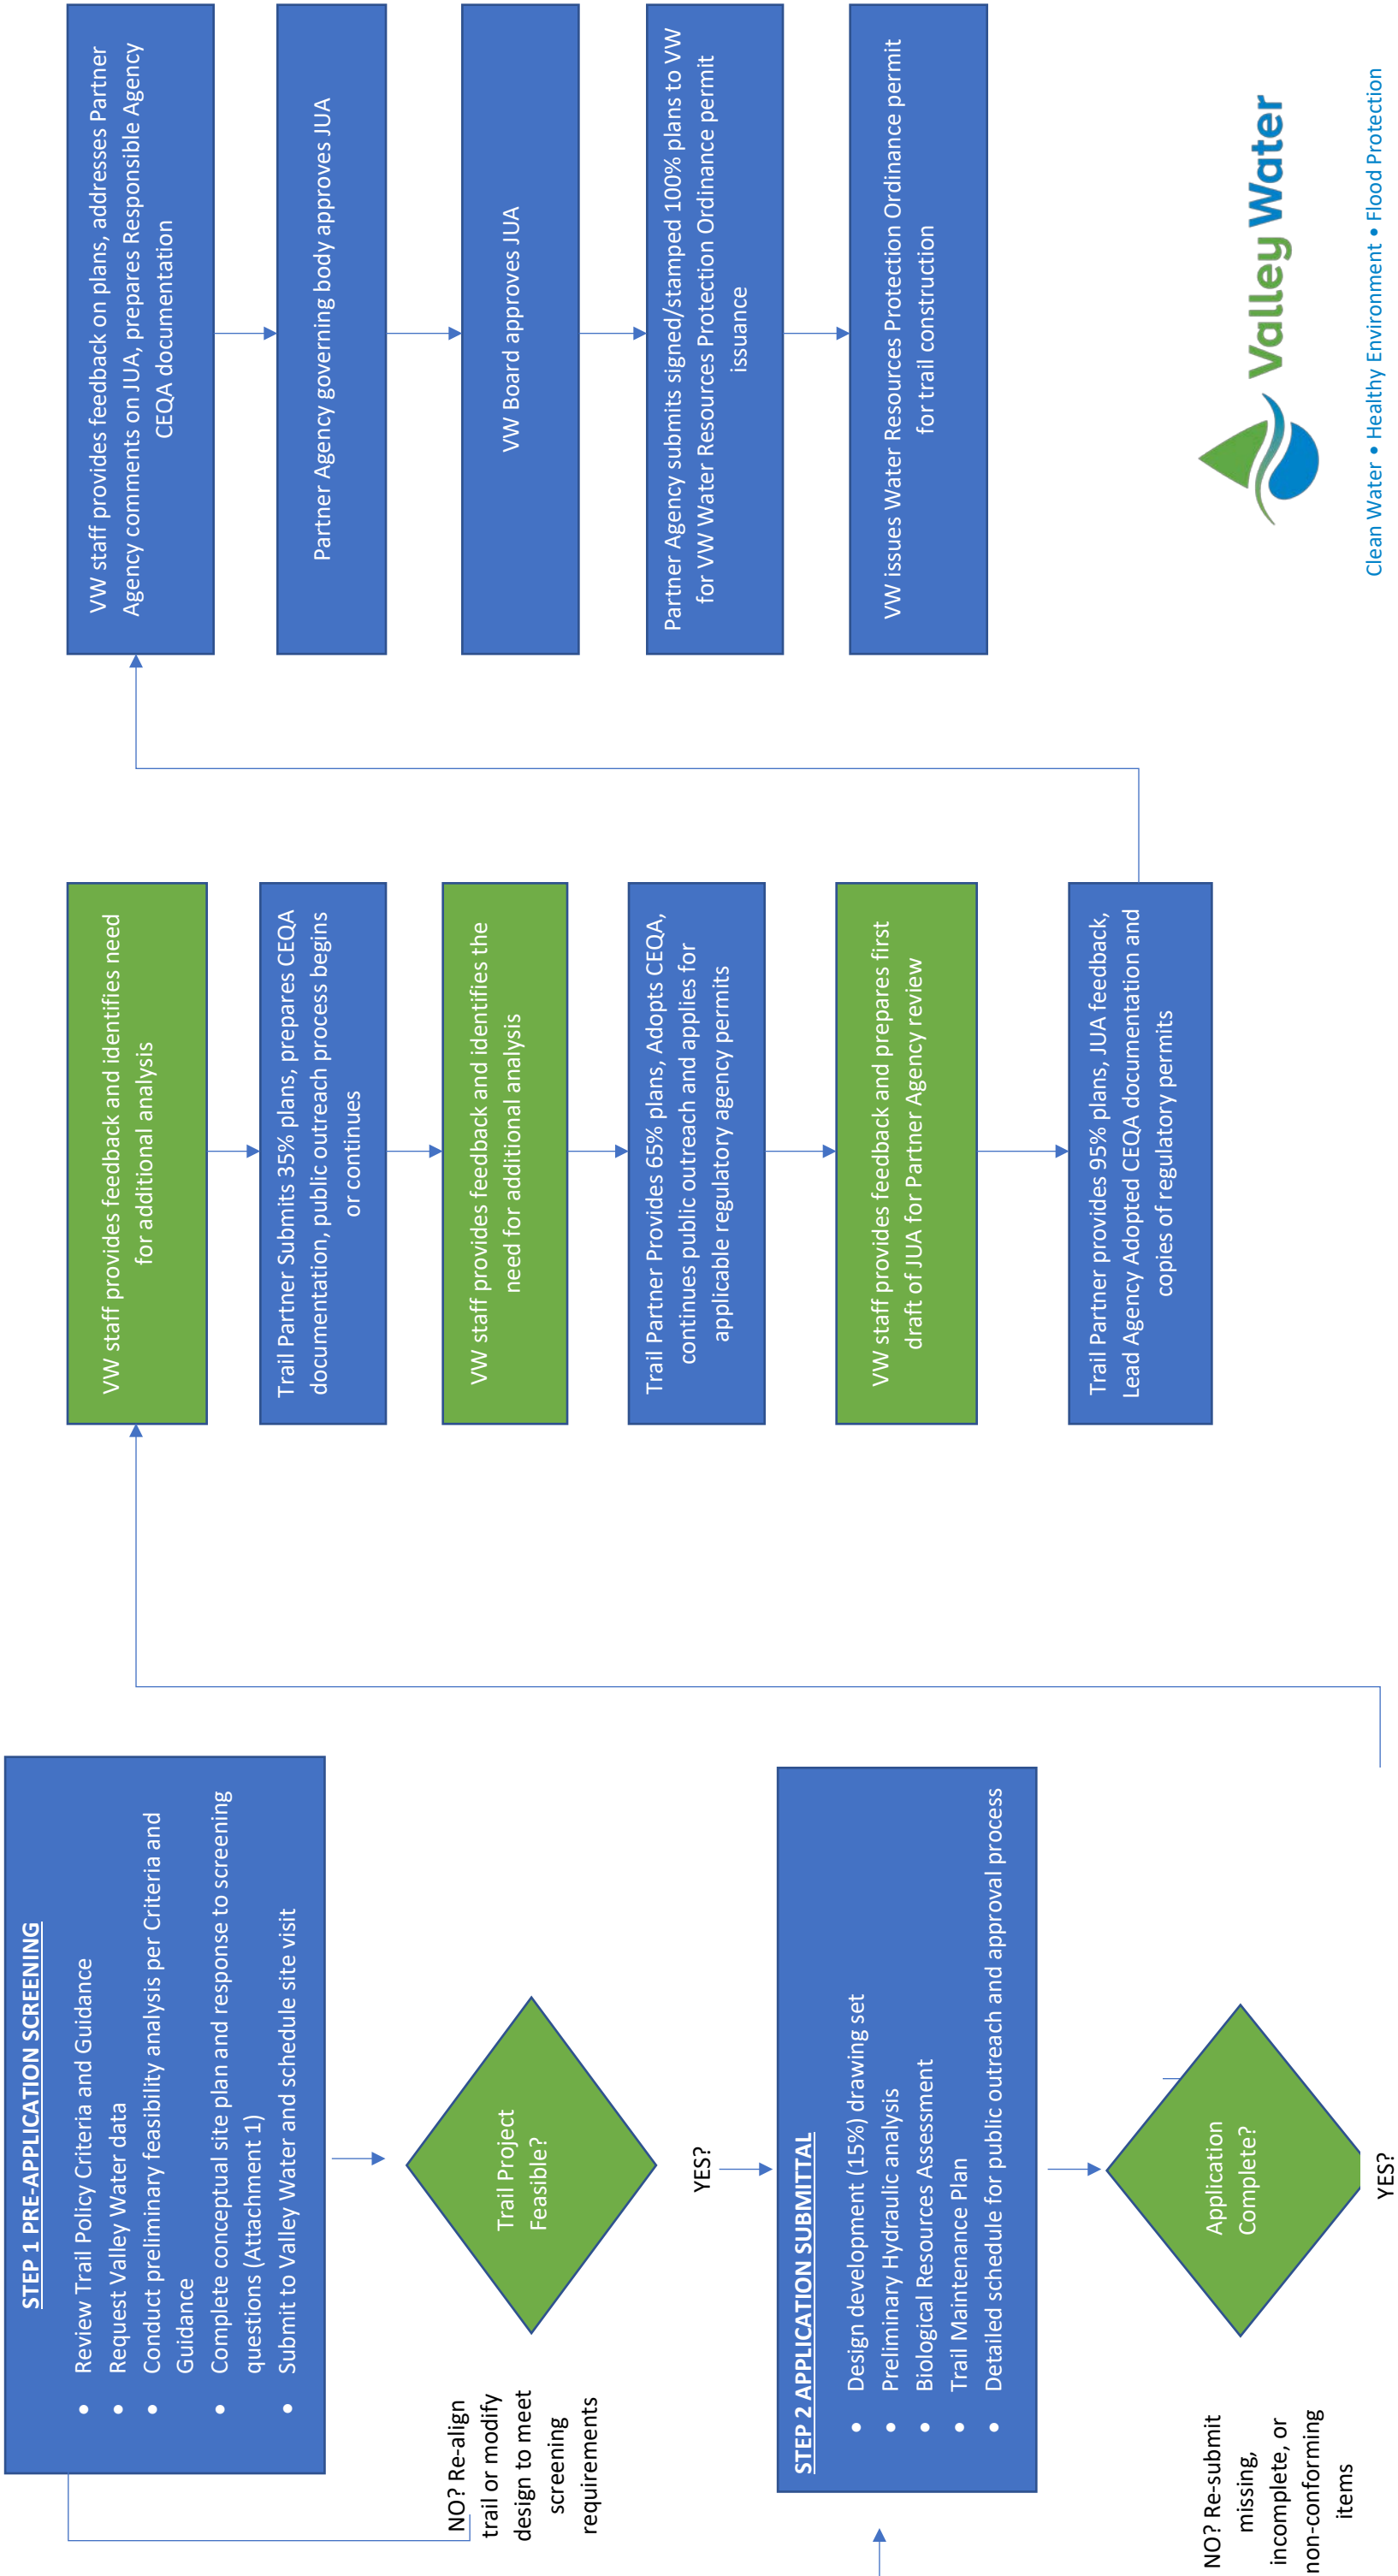 STEP 1 PRE-APPLICATION SCREENING
• Review Trail Policy Criteria and Guidance
• Request Valley Water data
• Conduct preliminary feasibility analysis per Criteria and
Guidance
• Complete conceptual site plan and response to screening
questions (Attachment 1)
• Submit to Valley Water and schedule site visit
Trail Project
Feasible?
NO? Re-align
trail or modify
design to meet
screening
requirements
YES?
STEP 2 APPLICATION SUBMITTAL
• Design development (15%) drawing set
• Preliminary Hydraulic analysis
• Biological Resources Assessment
• Trail Maintenance Plan
• Detailed schedule for public outreach and approval process
Application
Complete?
NO? Re-submit
missing,
incomplete, or
non-conforming
items
YES?
VW staff provides feedback and identifies need
for additional analysis
Trail Partner Submits 35% plans, prepares CEQA
documentation, public outreach process begins
or continues
VW staff provides feedback and identifies the
need for additional analysis
Trail Partner Provides 65% plans, Adopts CEQA,
continues public outreach and applies for
applicable regulatory agency permits
VW staff provides feedback and prepares first
draft of JUA for Partner Agency review
Trail Partner provides 95% plans, JUA feedback,
Lead Agency Adopted CEQA documentation and
copies of regulatory permits
VW staff provides feedback on plans, addresses Partner
Agency comments on JUA, prepares Responsible Agency
CEQA documentation
Partner Agency governing body approves JUA
VW Board approves JUA
Partner Agency submits signed/stamped 100% plans to VW
for VW Water Resources Protection Ordinance permit
issuance
VW issues Water Resources Protection Ordinance permit
for trail construction
Valley Water
Clean Water • Healthy Environment • Flood Protection